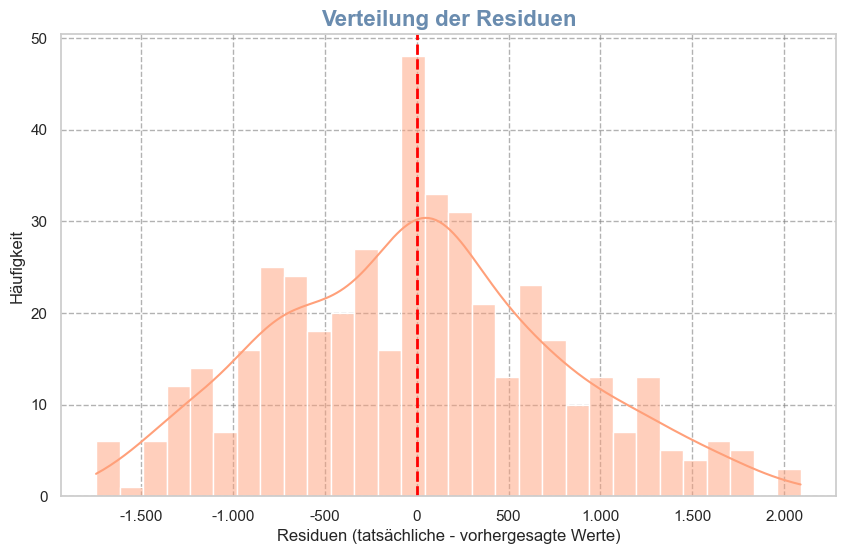 Verteilung der Residuen
Häufigkeit
50
40
30
20
10
0
-1.500 -1.000 -500 0 500 1.000 1.500 2.000
Residuen (tatsächliche - vorhergesagte Werte)